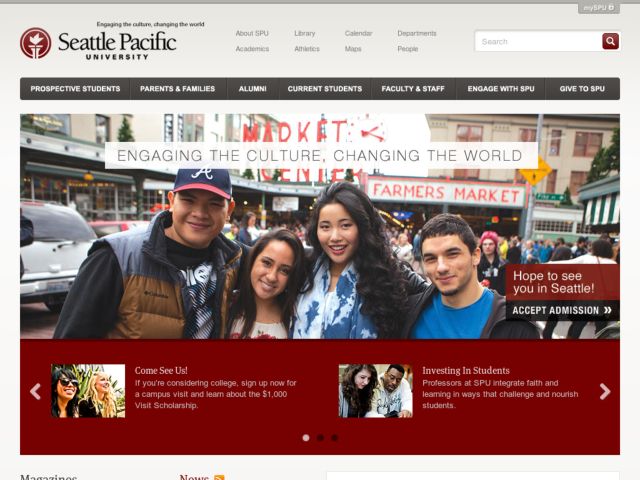 mySPU
Engaging the culture, changing the world
Seattle Pacific
UNIVERSITY
About SPU
Library
Calendar
Departments
Academics
Athletics
Maps
People
Search
PROSPECTIVE STUDENTS
PARENTS & FAMILIES
ALUMNI
CURRENT STUDENTS
FACULTY & STAFF
ENGAGE WITH SPU
GIVE TO SPU
MARKET
CENTER
ENGAGING THE CULTURE, CHANGING THE WORLD
FARMERS MARKET
A
Columbia
Hope to see
you in Seattle!
ACCEPT ADMISSION »
Come See Us!
If you're considering college, sign up now for
a campus visit and learn about the $1,000
Visit Scholarship.
Investing In Students
Professors at SPU integrate faith and
learning in ways that challenge and nourish
students.
Magazines
News